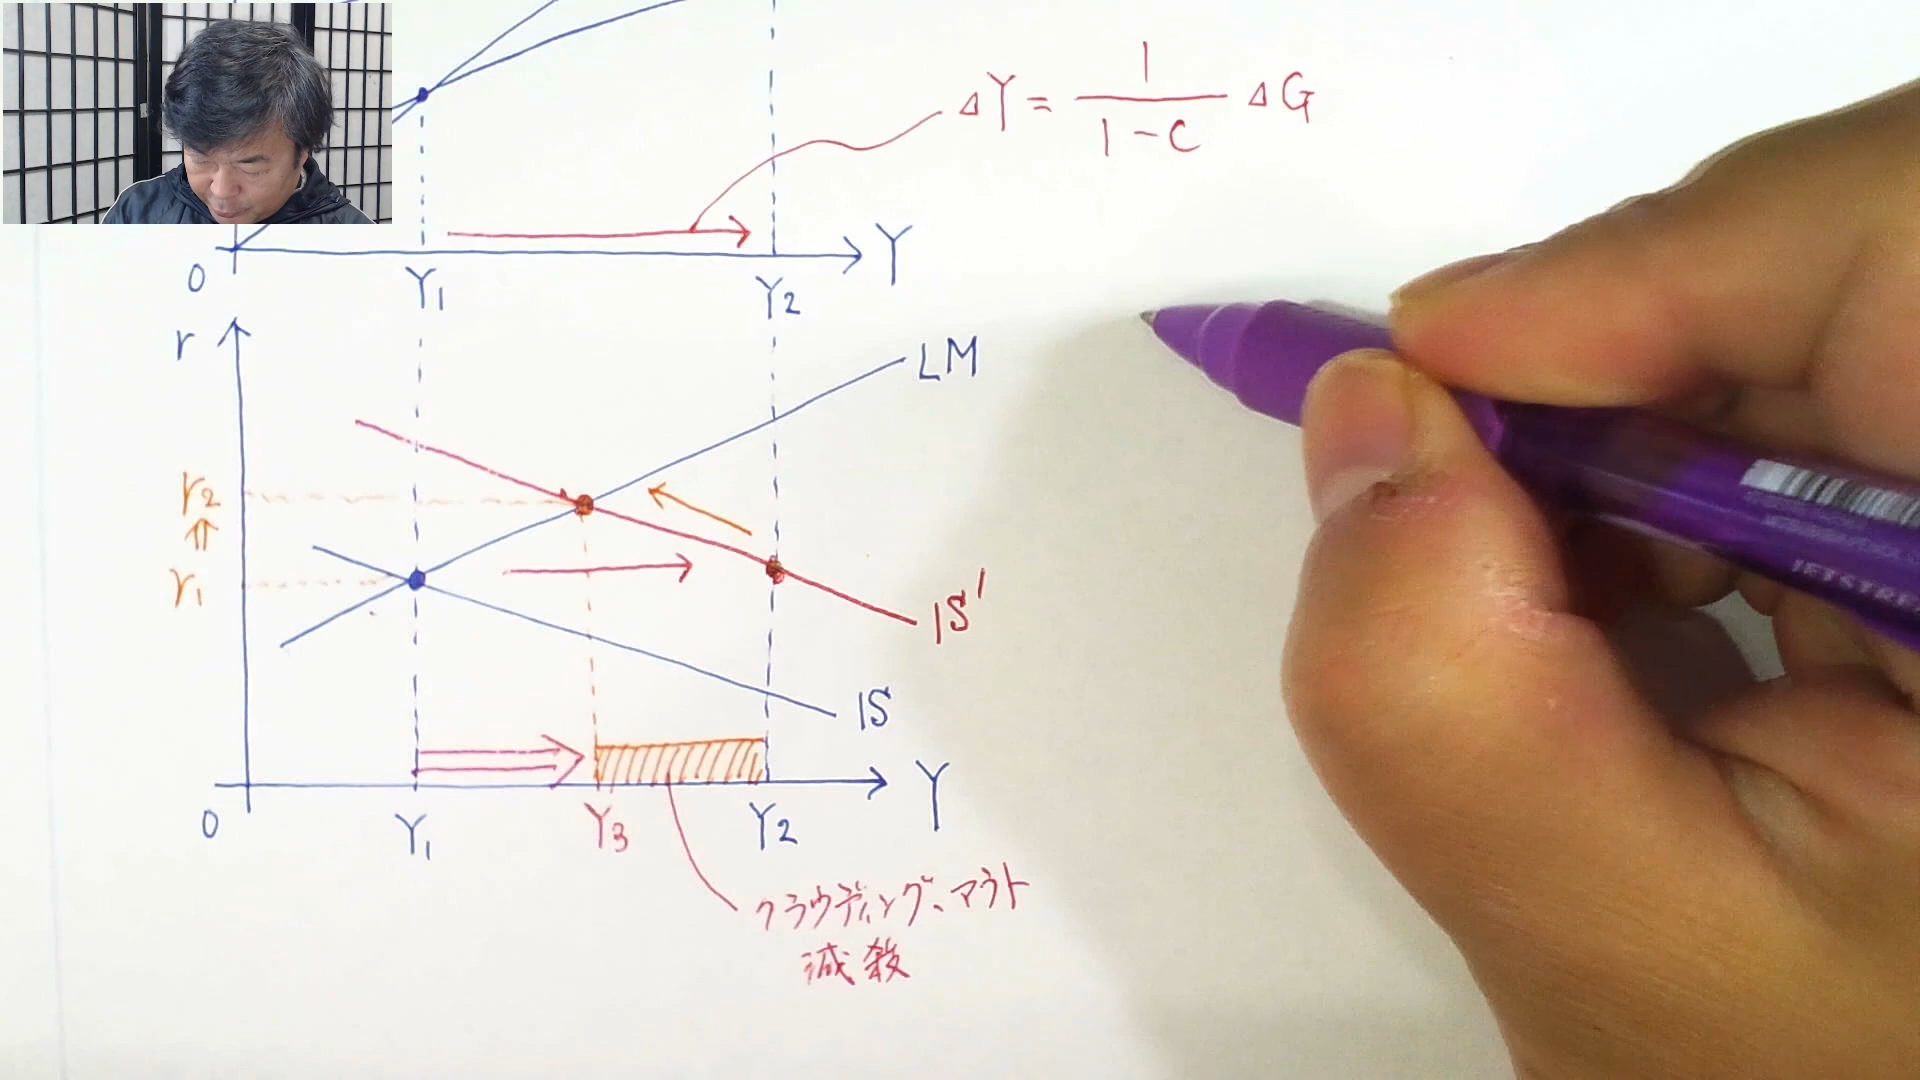 ΔY = 1/(1-C) ΔG
Y
0
Y1
Y2
r
LM
r2
⇑
r1
IS'
IS
0
Y1
Y3
Y2
Y
クラウディング、アウト
減殺
JETSTRE